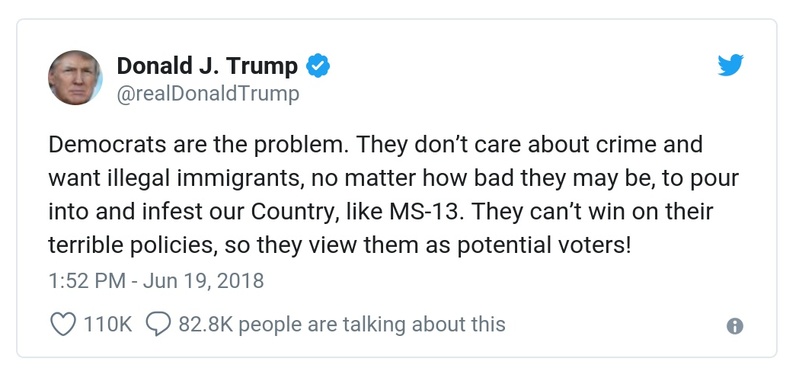 Donald J. Trump
@realDonaldTrump
Democrats are the problem. They don’t care about crime and
want illegal immigrants, no matter how bad they may be, to pour
into and infest our Country, like MS-13. They can’t win on their
terrible policies, so they view them as potential voters!
1:52 PM - Jun 19, 2018
110K 82.8K people are talking about this